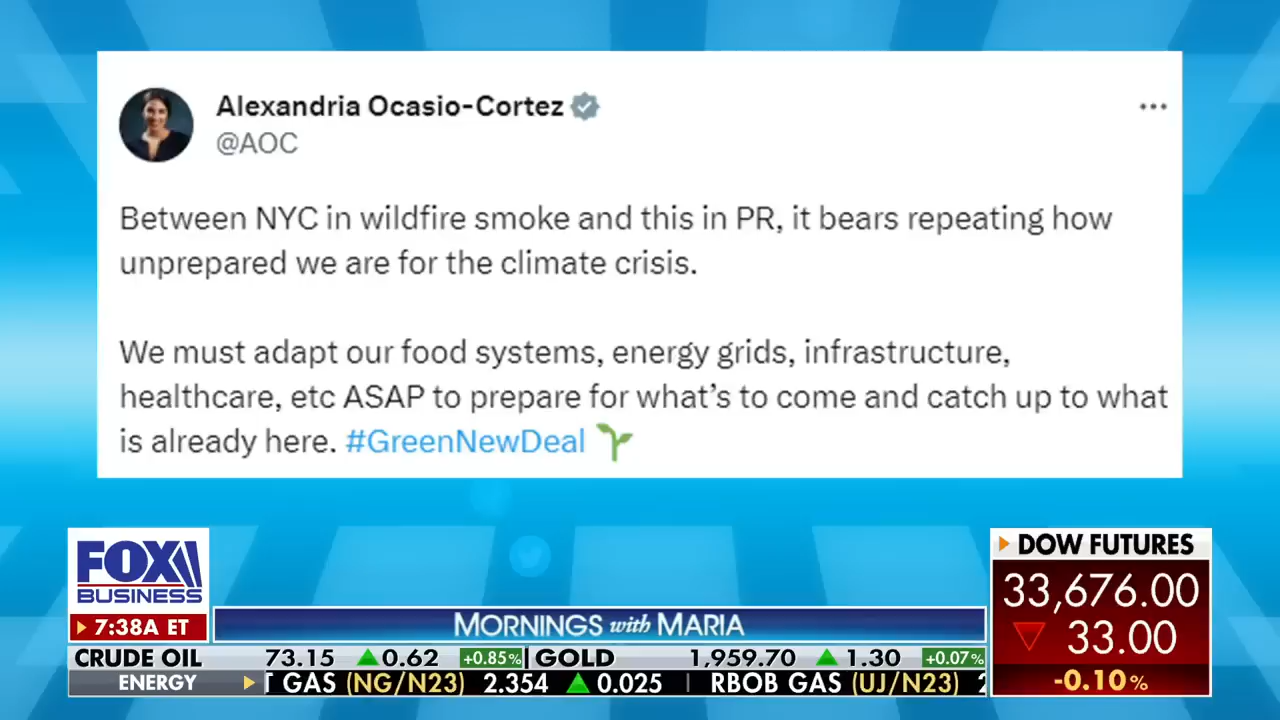 Alexandria Ocasio-Cortez
@AOC
Between NYC in wildfire smoke and this in PR, it bears repeating how
unprepared we are for the climate crisis.
We must adapt our food systems, energy grids, infrastructure,
healthcare, etc ASAP to prepare for what’s to come and catch up to what
is already here. #GreenNewDeal
FOX
BUSINESS
7:38A ET
MORNINGS with MARIA
DOW FUTURES
33,676.00
33.00
-0.10%
CRUDE OIL 73.15 0.62 +0.85% GOLD 1,959.70 1.30 +0.07%
ENERGY GAS (NG/N23) 2.354 0.025 RBOB GAS (UJ/N23)